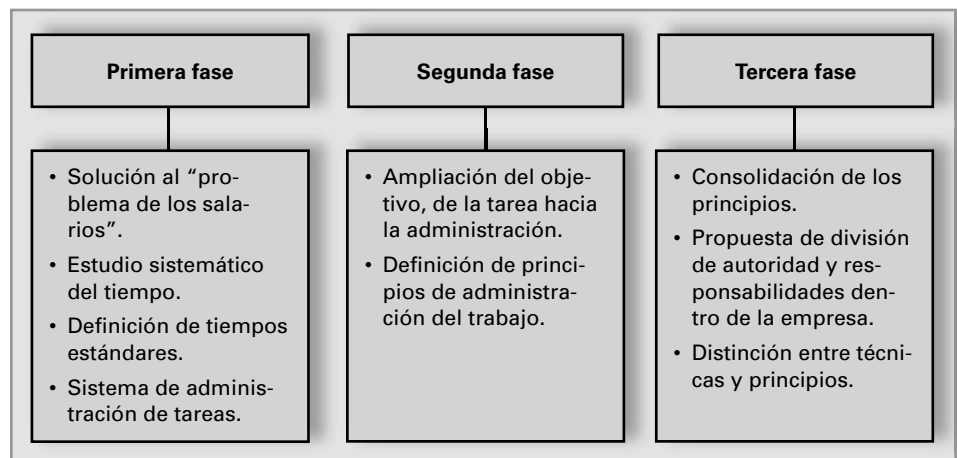 Primera fase
• Solución al “pro-
blema de los sala-
rios”.
• Estudio sistemático
del tiempo.
• Definición de tiempos
estándares.
• Sistema de adminis-
tración de tareas.
Segunda fase
• Ampliación del obje-
tivo, de la tarea hacia
la administración.
• Definición de princi-
pios de administra-
ción del trabajo.
Tercera fase
• Consolidación de los
principios.
• Propuesta de división
de autoridad y res-
ponsabilidades den-
tro de la empresa.
• Distinción entre técni-
cas y principios.